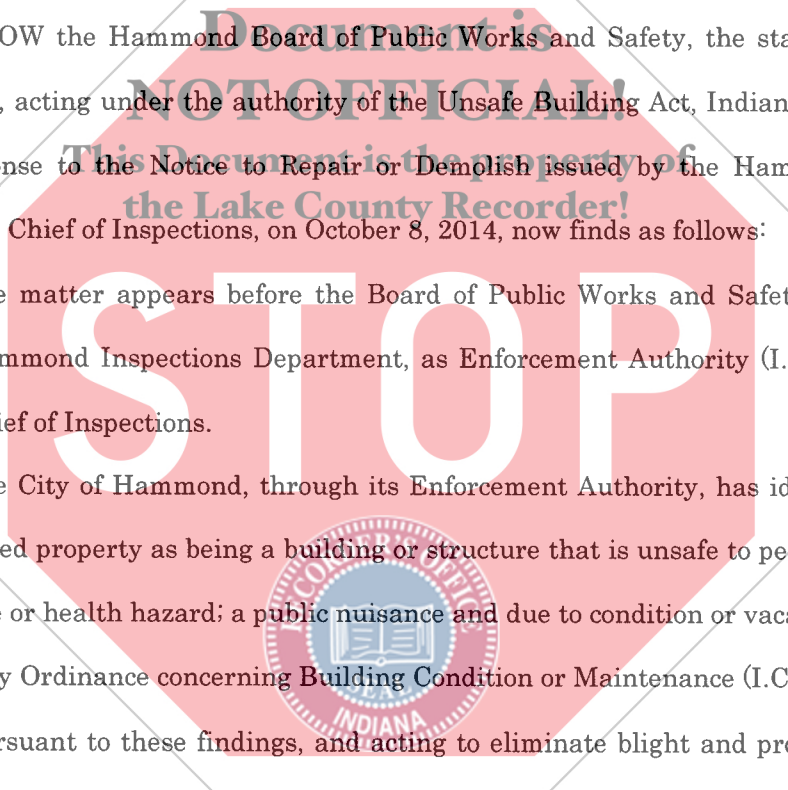 Document is
OW the Hammond Board of Public Works and Safety, the sta
NOT OFFICIAL!
, acting under the authority of the Unsafe Building Act, Indian
This Document is the property of
nse to the Notice to Repair or Demolish issued by the Ham
the Lake County Recorder!
Chief of Inspections, on October 8, 2014, now finds as follows:
e matter appears before the Board of Public Works and Safet
mmond Inspections Department, as Enforcement Authority (I.
ief of Inspections.
STOP
e City of Hammond, through its Enforcement Authority, has id
ed property as being a building or structure that is unsafe to pe
e or health hazard; a public nuisance and due to condition or vaca
y Ordinance concerning Building Condition or Maintenance (I.C
rsuant to these findings, and acting to eliminate blight and pre
RECORDER'S OFFICE
SEAL
INDIANA